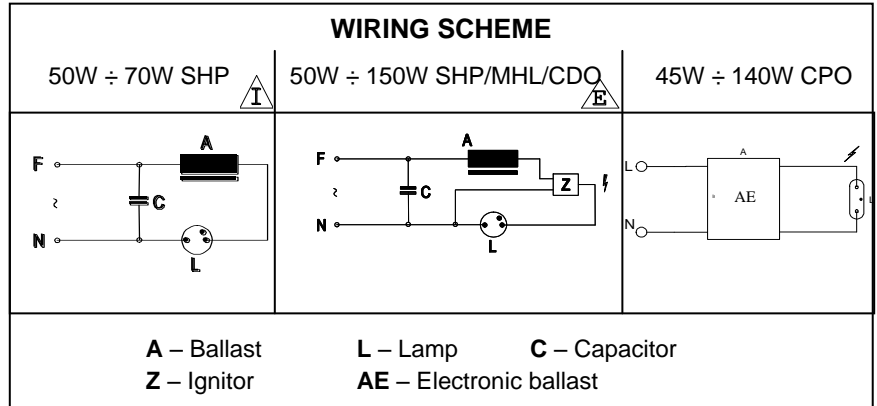 WIRING SCHEME
50W ÷ 70W SHP I
50W ÷ 150W SHP/MHL/CDO E
45W ÷ 140W CPO
A
F
~
C
N
L
A
F
~
C
Z
N
L
A
L
AE
N
L
A – Ballast L – Lamp C – Capacitor
Z – Ignitor AE – Electronic ballast